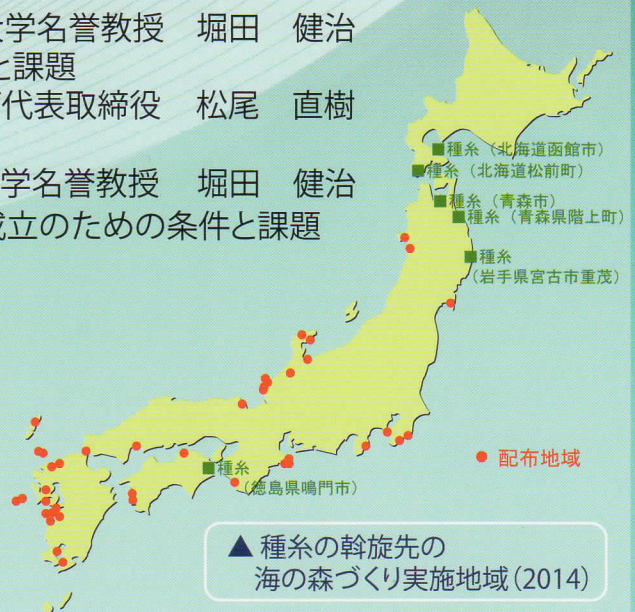 大学名誉教授 堀田 健治
と課題
代表取締役 松尾 直樹
学名誉教授 堀田 健治
成立のための条件と課題
■種糸（北海道函館市）
■種糸（北海道松前町）
■種糸（青森市）
■種糸（青森県階上町）
■種糸
（岩手県宮古市重茂）
● 配布地域
■種糸
（徳島県鳴門市）
▲ 種糸の斡旋先の
海の森づくり実施地域（2014）